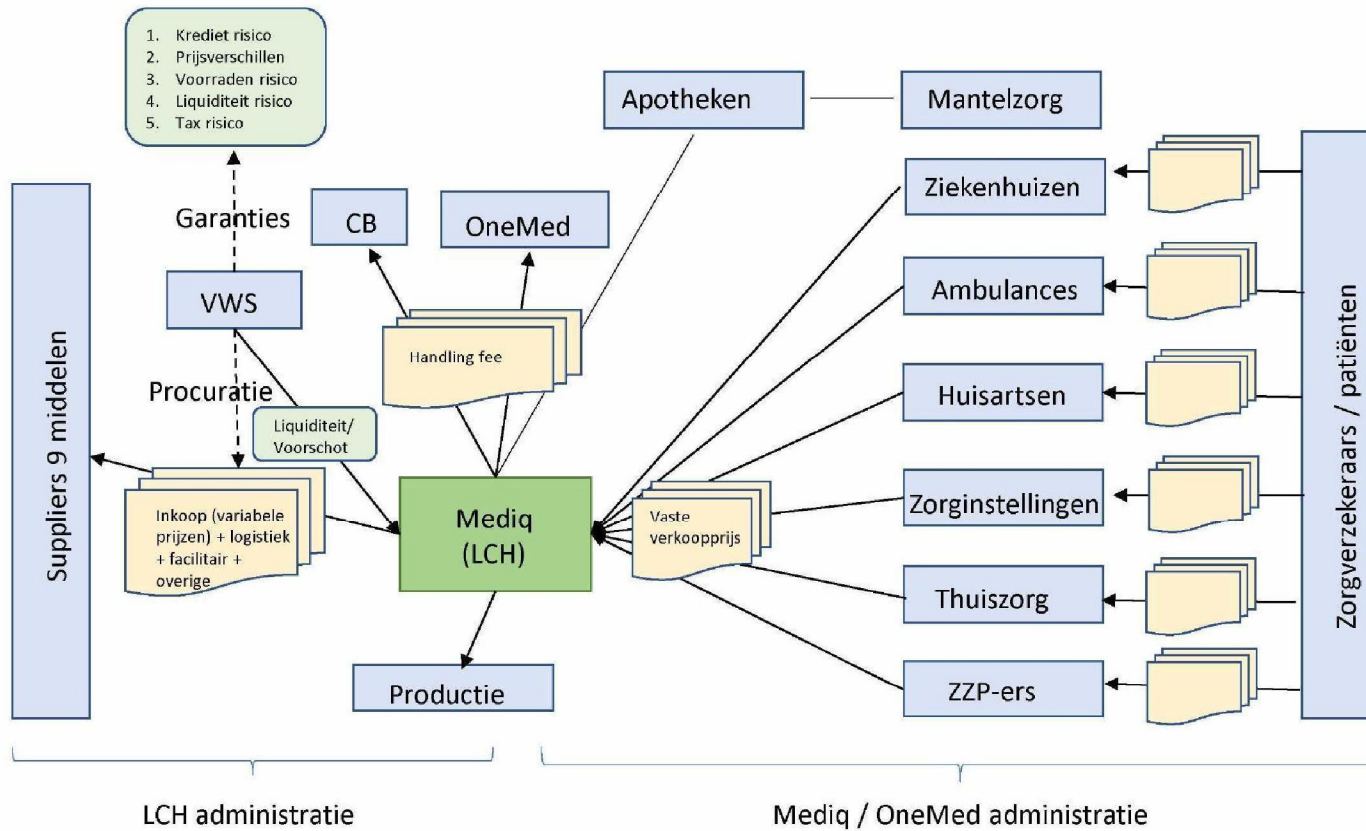 1. Krediet risico
2. Prijsverschillen
3. Voorraden risico
4. Liquiditeit risico
5. Tax risico
Garanties
VWS
Procuratie
Liquiditeit/
Voorschot
Suppliers 9 middelen
Inkoop (variabele
prijzen) + logistiek
+ facilitair +
overige
CB
OneMed
Handling fee
Mediq
(LCH)
Productie
Apotheken
Mantelzorg
Vaste
verkoopprijs
Ziekenhuizen
Ambulances
Huisartsen
Zorginstellingen
Thuiszorg
ZZP-ers
Zorgverzekeraars / patiënten
LCH administratie
Mediq / OneMed administratie